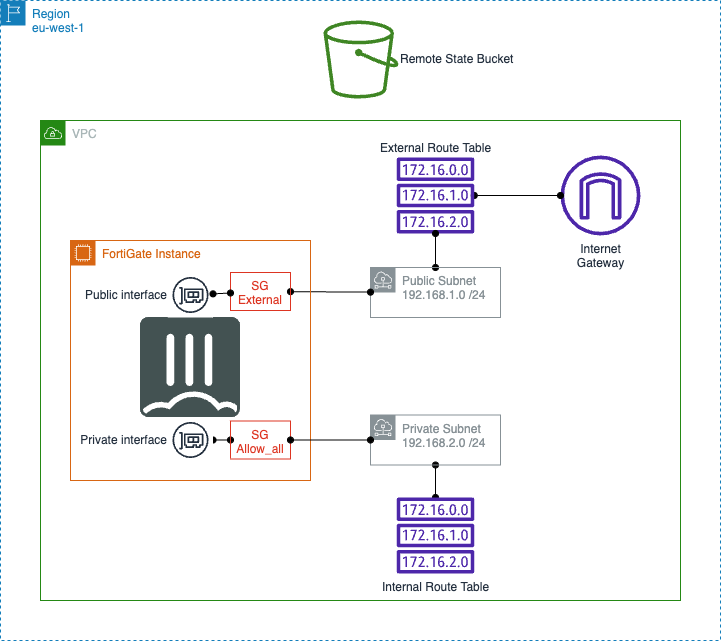 Region
eu-west-1
Remote State Bucket
VPC
External Route Table
172.16.0.0
172.16.1.0
172.16.2.0
Internet
Gateway
FortiGate Instance
Public interface
SG
External
Public Subnet
192.168.1.0 /24
Private interface
SG
Allow_all
Private Subnet
192.168.2.0 /24
172.16.0.0
172.16.1.0
172.16.2.0
Internal Route Table